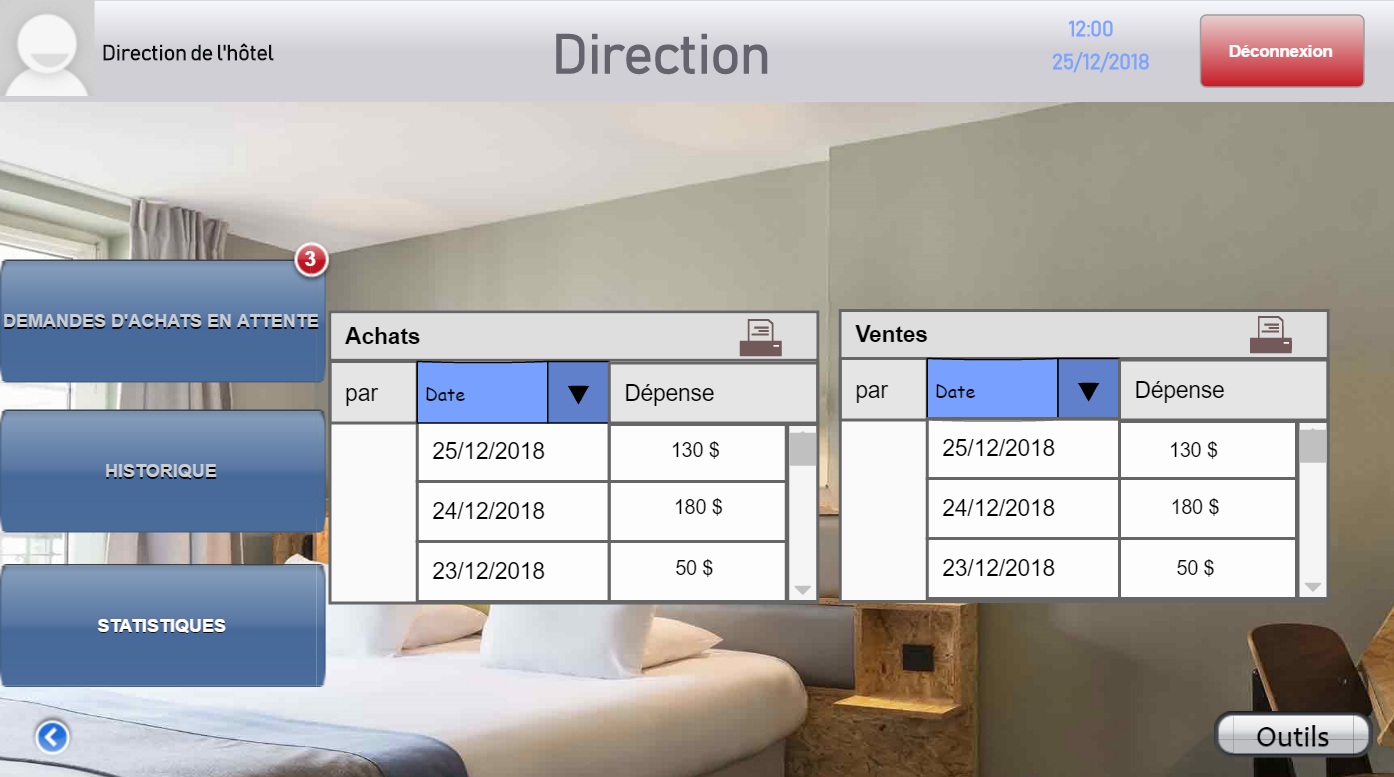 Direction de l'hôtel
Direction
12:00
25/12/2018
Déconnexion
3
DEMANDES D'ACHATS EN ATTENTE
HISTORIQUE
STATISTIQUES
Achats
par
Date
▼
Dépense
25/12/2018
130 $
24/12/2018
180 $
23/12/2018
50 $
Ventes
par
Date
▼
Dépense
25/12/2018
130 $
24/12/2018
180 $
23/12/2018
50 $
Outils